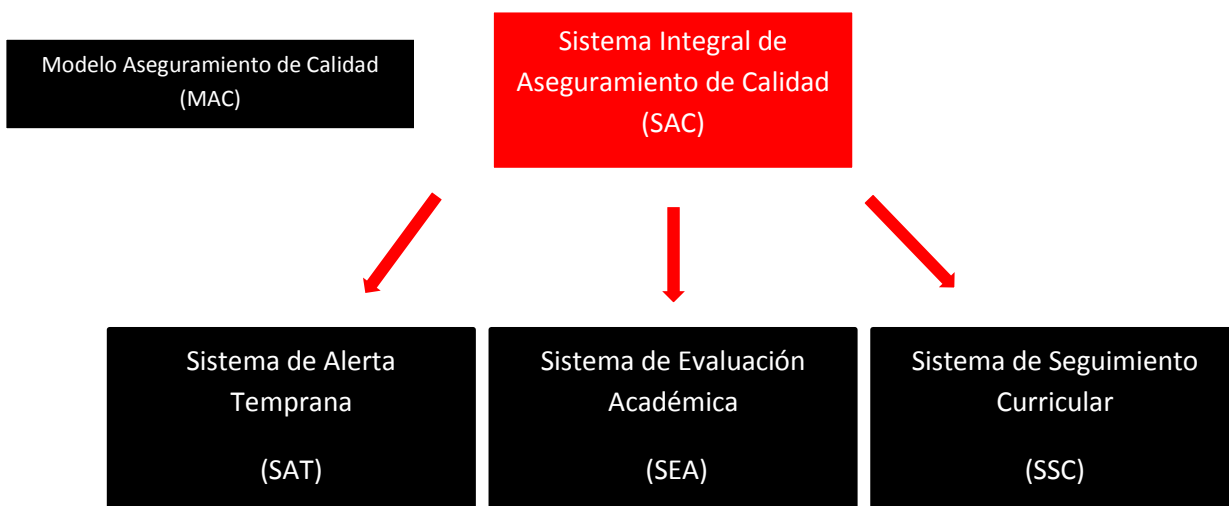 Modelo Aseguramiento de Calidad
(MAC)
Sistema Integral de
Aseguramiento de Calidad
(SAC)
Sistema de Alerta
Temprana
(SAT)
Sistema de Evaluación
Académica
(SEA)
Sistema de Seguimiento
Curricular
(SSC)